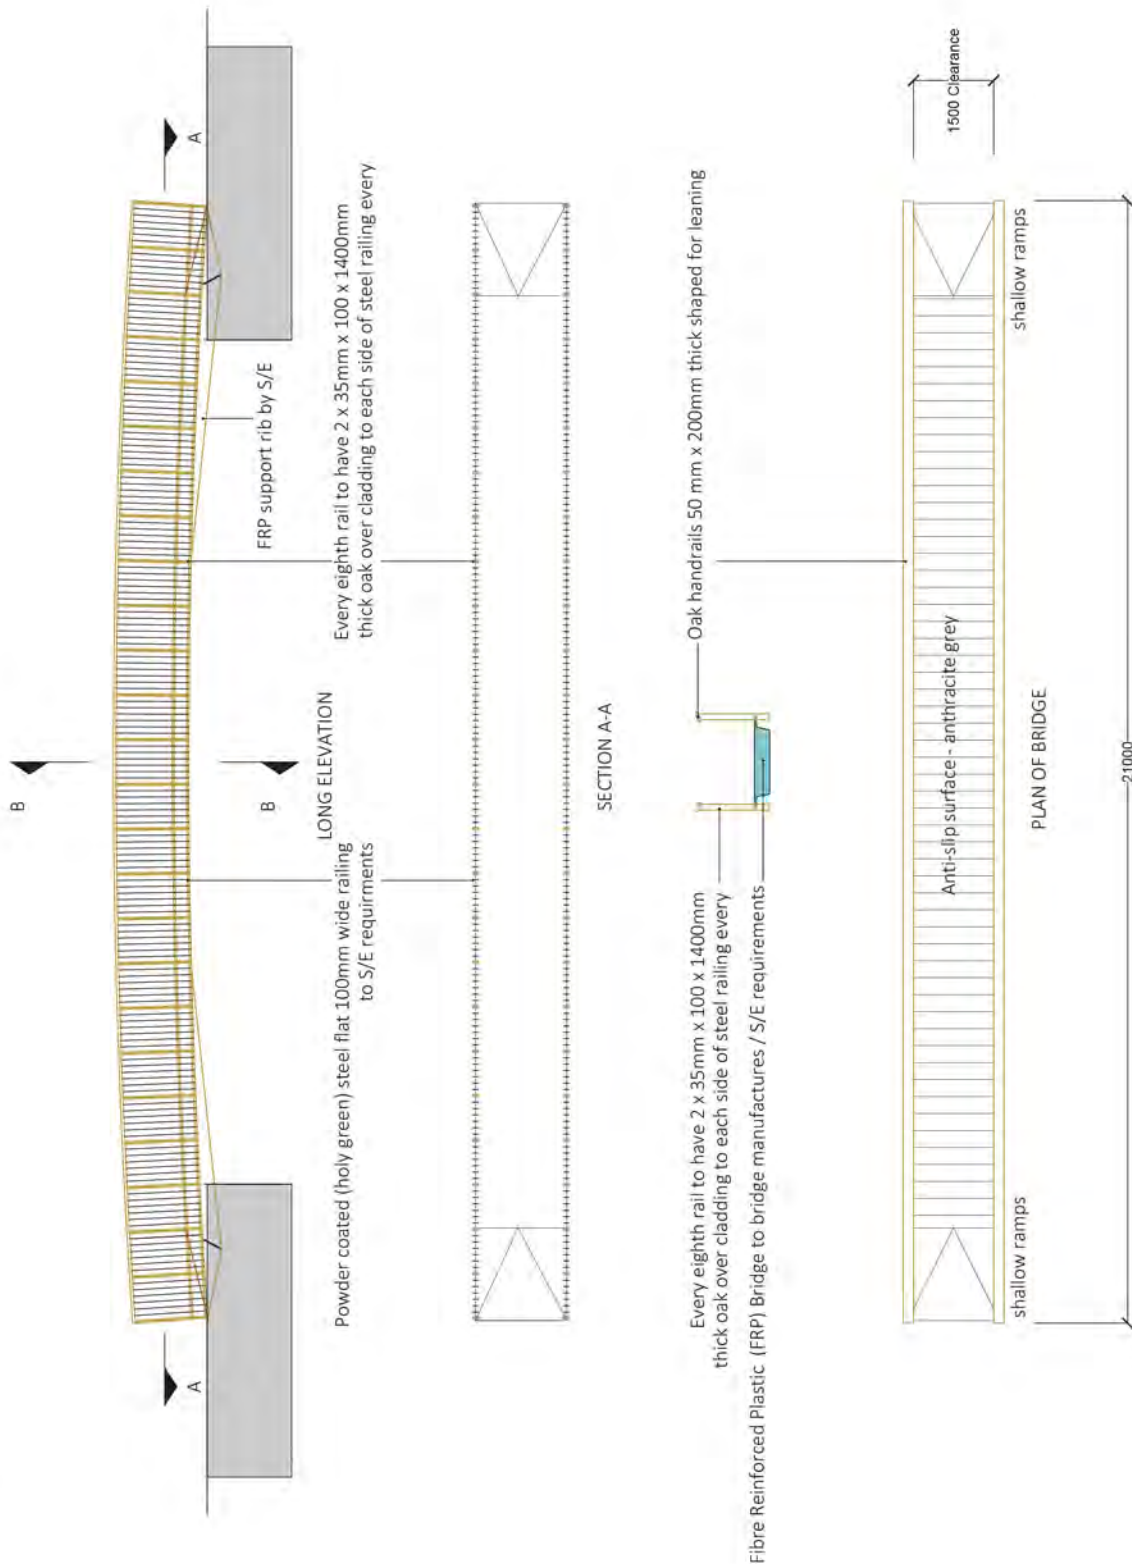 B
A
A
B
LONG ELEVATION
FRP support rib by S/E
Powder coated (holy green) steel flat 100mm wide railing
to S/E requirments
Every eighth rail to have 2 x 35mm x 100 x 1400mm
thick oak over cladding to each side of steel railing every
SECTION A-A
Oak handrails 50 mm x 200mm thick shaped for leaning
Every eighth rail to have 2 x 35mm x 100 x 1400mm
thick oak over cladding to each side of steel railing every
Fibre Reinforced Plastic (FRP) Bridge to bridge manufactures / S/E requirements
1500 Clearance
Anti-slip surface - anthracite grey
shallow ramps
shallow ramps
PLAN OF BRIDGE
21000